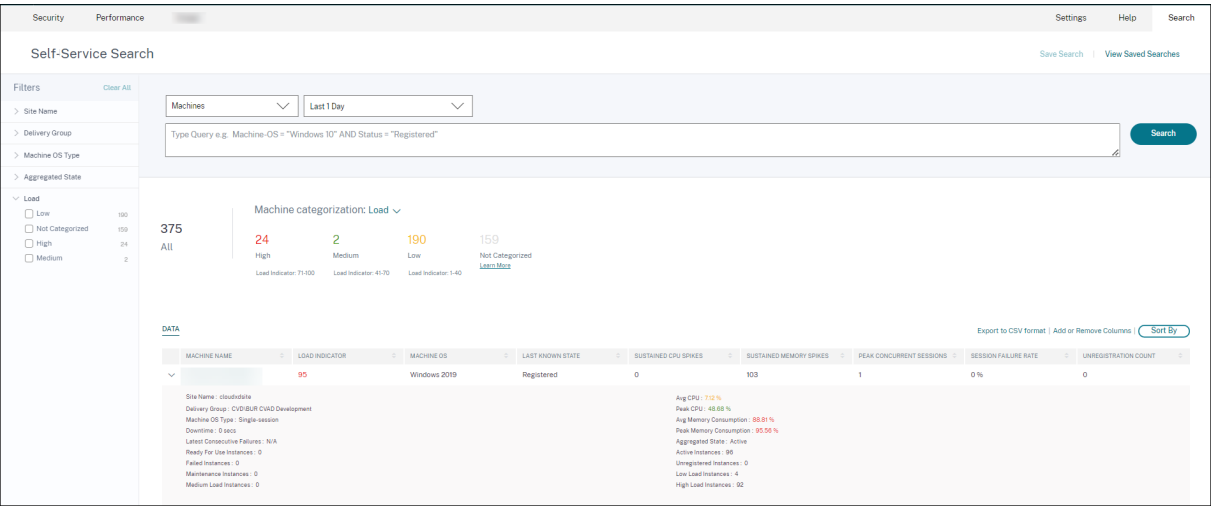 Security Performance Settings Help Search
Self-Service Search Save Search | View Saved Searches
Filters Clear All
Site Name
Delivery Group
Machine OS Type
Aggregated State
Load
Low 190
Not Categorized 159
High 24
Medium 2
Machines Last 1 Day
Type Query e.g. Machine-OS = "Windows 10" AND Status = "Registered"
Search
375
All
Machine categorization: Load
24 2 190 159
High Medium Low Not Categorized
Load Indicator: 71-100 Load Indicator: 41-70 Load Indicator: 1-40 Learn More
DATA
Export to CSV format | Add or Remove Columns | Sort By
MACHINE NAME LOAD INDICATOR MACHINE OS LAST KNOWN STATE SUSTAINED CPU SPIKES SUSTAINED MEMORY SPIKES PEAK CONCURRENT SESSIONS SESSION FAILURE RATE UNREGISTRATION COUNT
95 Windows 2019 Registered 0 103 1 0 % 0
Site Name : cloudxdsite
Delivery Group : CVD\BUR CVAD Development
Machine OS Type : Single-session
Downtime : 0 secs
Latest Consecutive Failures : N/A
Ready For Use Instances : 0
Failed Instances : 0
Maintenance Instances : 0
Medium Load Instances : 0
Avg CPU : 7.12 %
Peak CPU : 48.88 %
Avg Memory Consumption : 88.81 %
Peak Memory Consumption : 95.56 %
Aggregated State : Active
Active Instances : 96
Unregistered Instances : 0
Low Load Instances : 4
High Load Instances : 92